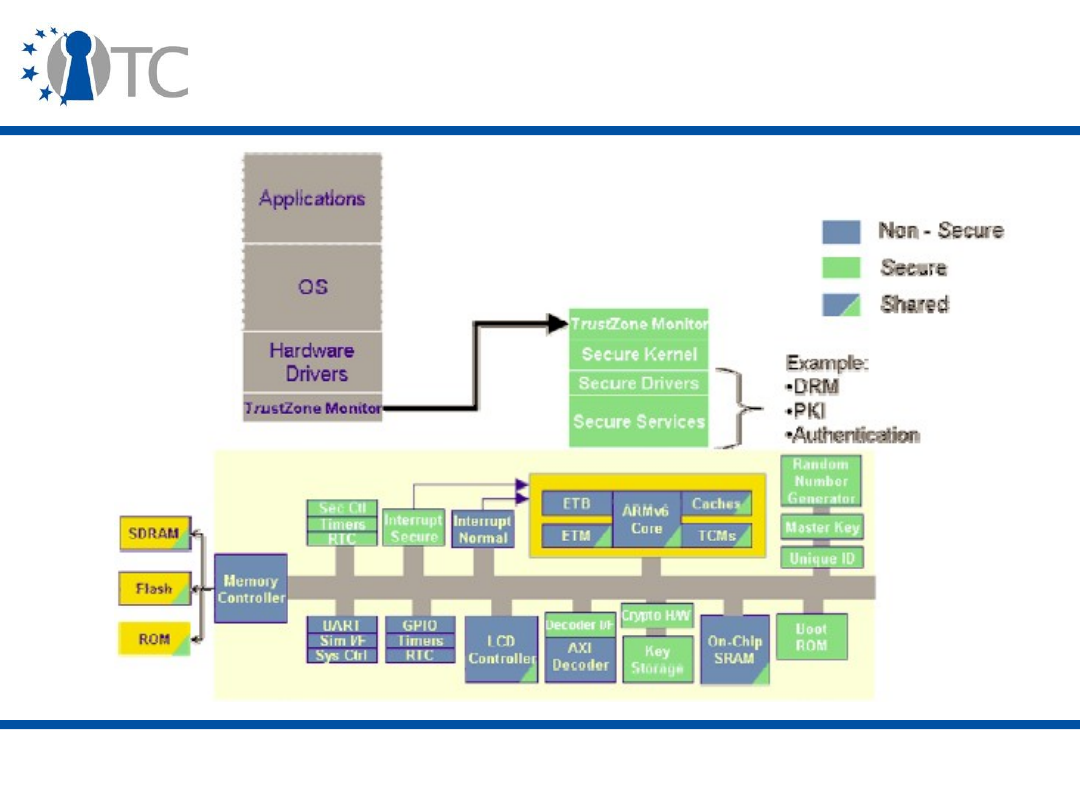 TC
Applications
OS
Hardware
Drivers
TrustZone Monitor
Non - Secure
Secure
Shared
TrustZone Monitor
Secure Kernel
Secure Drivers
Secure Services
Example:
•DRM
•PKI
•Authentication
Random
Number
Generator
Master Key
Unique ID
Sec Ctl
Timers
RTC
Interrupt
Secure
Interrupt
Normal
ETB
ETM
ARMv6
Core
Caches
TCMs
SDRAM
Flash
ROM
Memory
Controller
UART
Sim I/F
Sys Ctrl
GPIO
Timers
RTC
LCD
Controller
Decoder I/F
AXI
Decoder
Crypto H/W
Key
Storage
On-Chip
SRAM
Boot
ROM